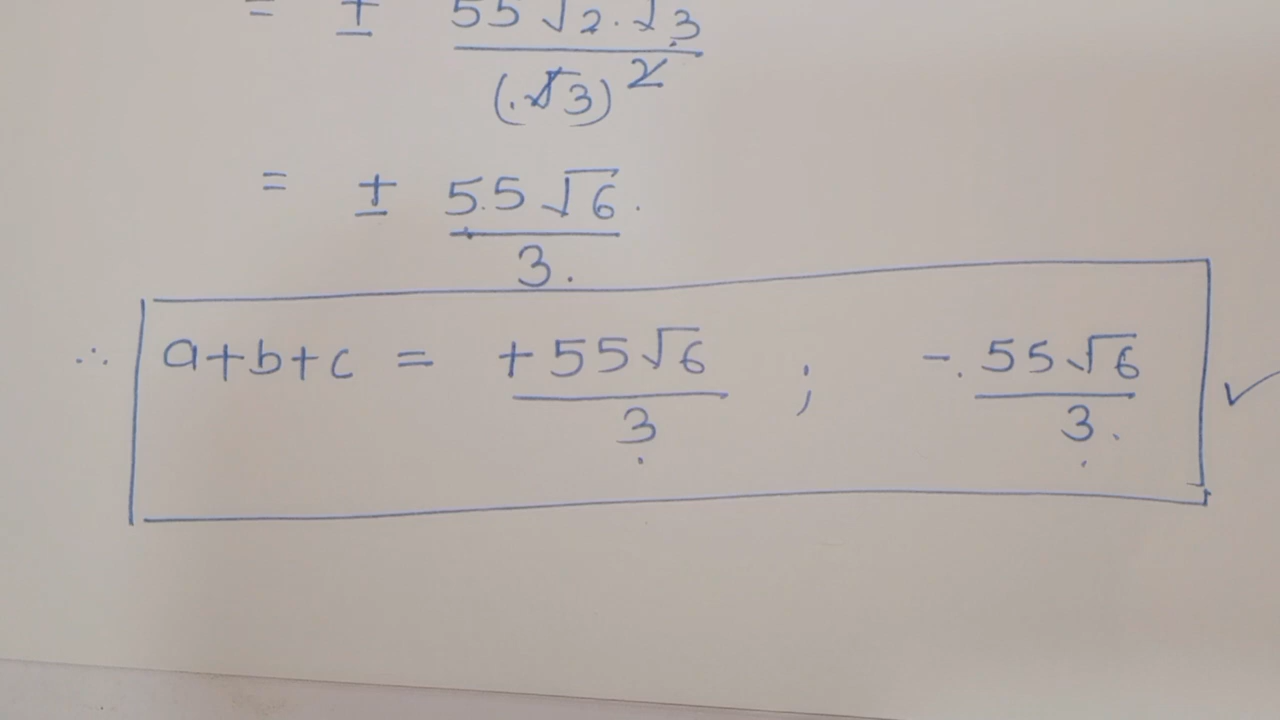 = ± 55√2·√3 / (√3)²
= ± 55√6 / 3.
∴ a+b+c = +55√6 / 3 ; -55√6 / 3. ✓